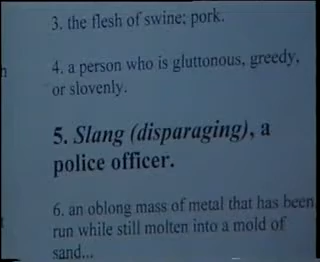 3. the flesh of swine; pork.
4. a person who is gluttonous, greedy,
or slovenly.
5. Slang (disparaging), a
police officer.
6. an oblong mass of metal that has been
run while still molten into a mold of
sand...